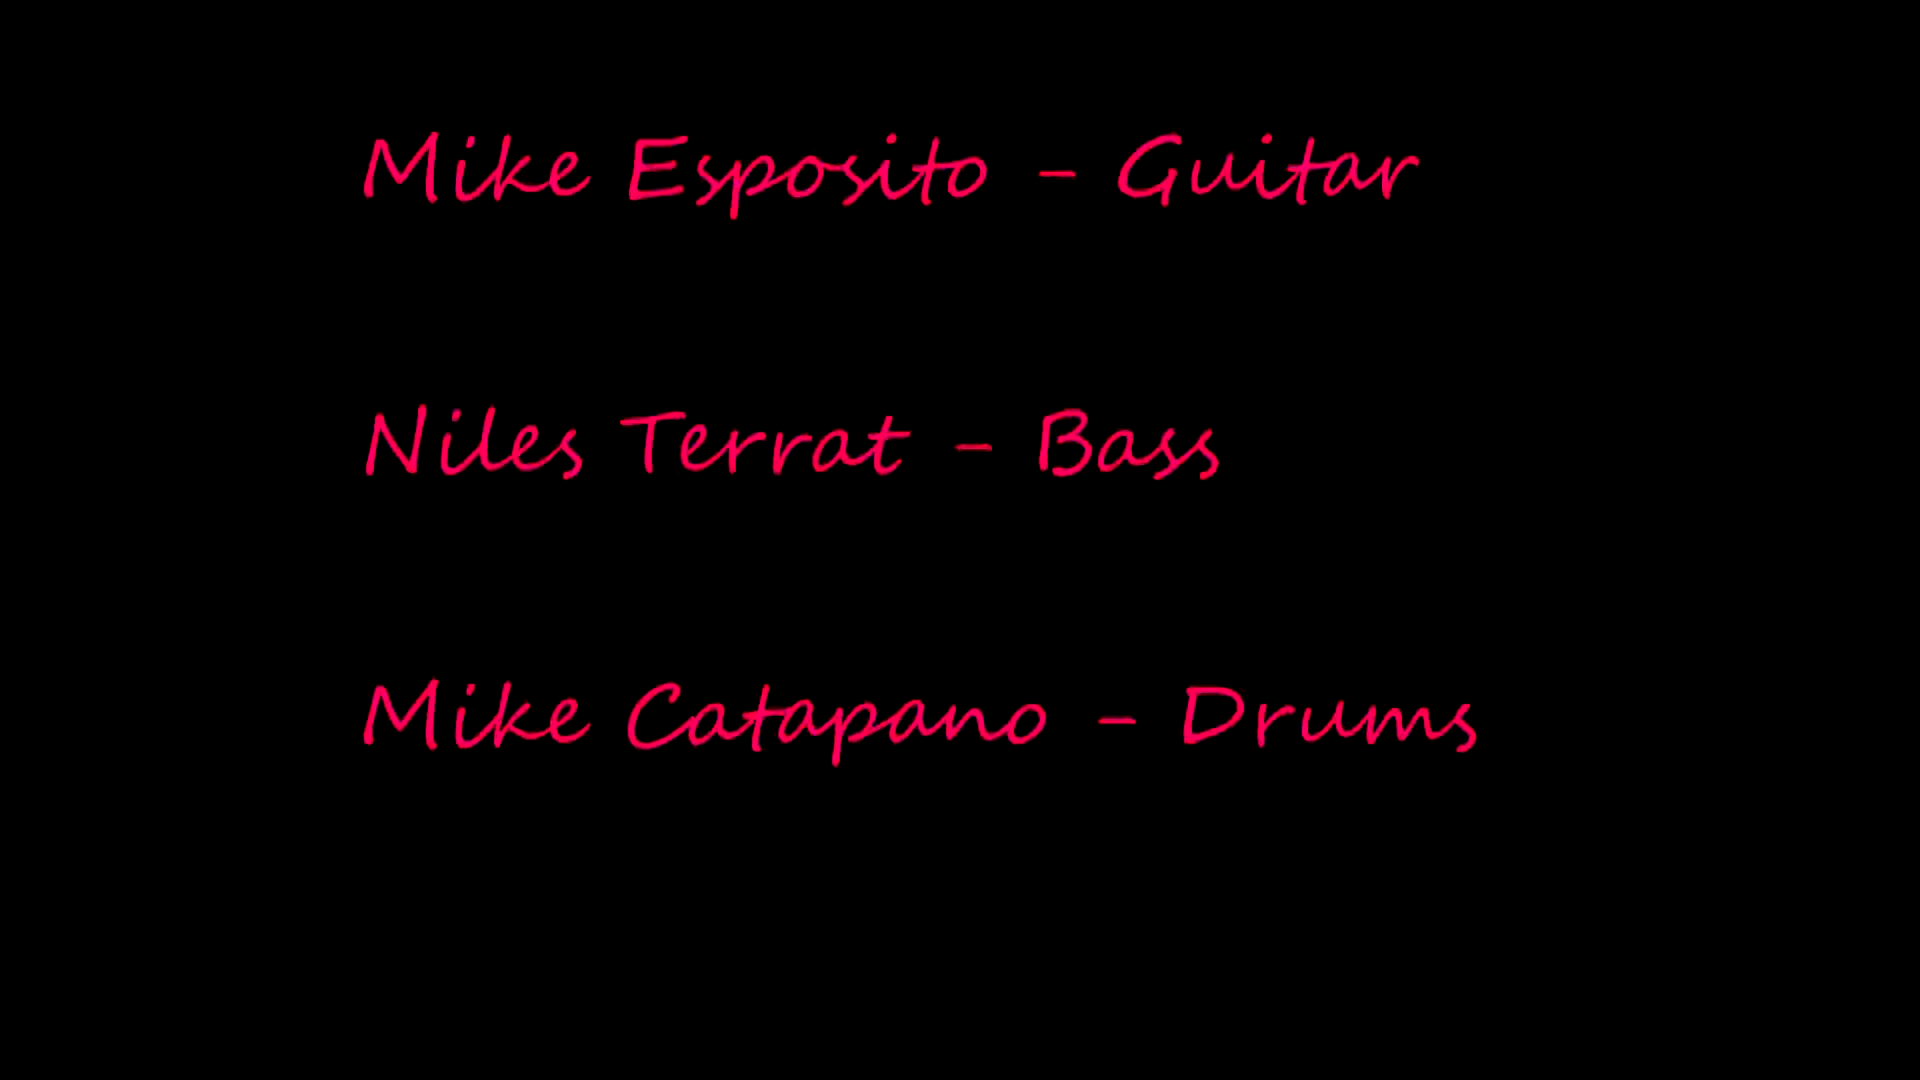 Mike Esposito - Guitar
Niles Terrat - Bass
Mike Catapano - Drums